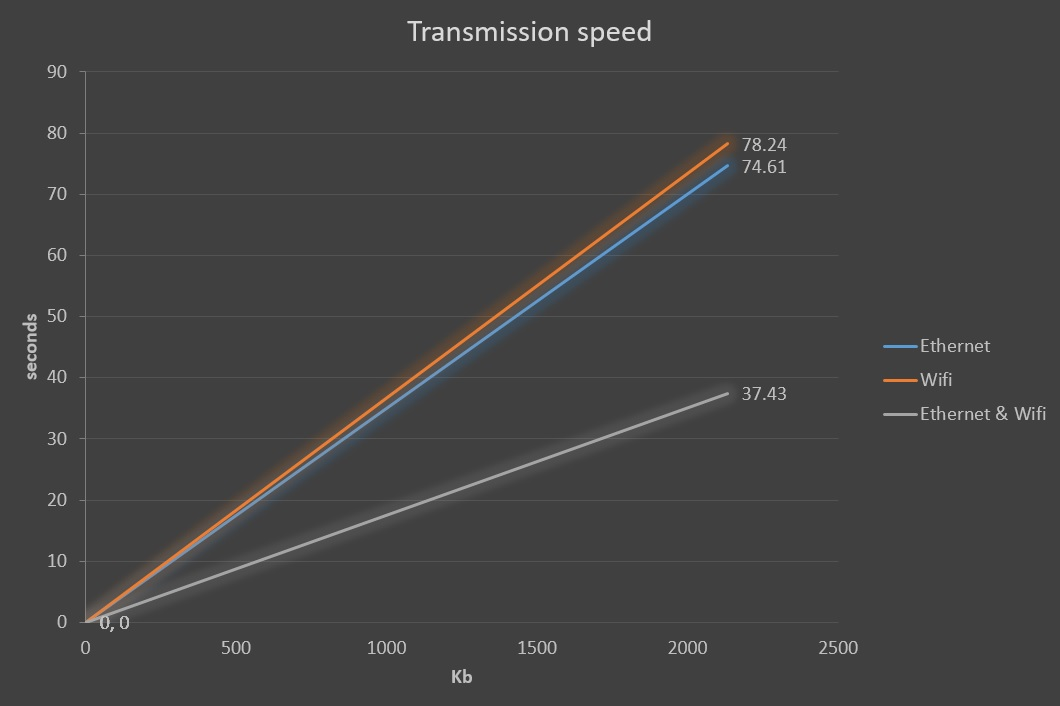 Transmission speed
90
80
70
60
50
40
30
20
10
0
seconds
78.24
74.61
37.43
0, 0
0 500 1000 1500 2000 2500
Kb
Ethernet
Wifi
Ethernet & Wifi